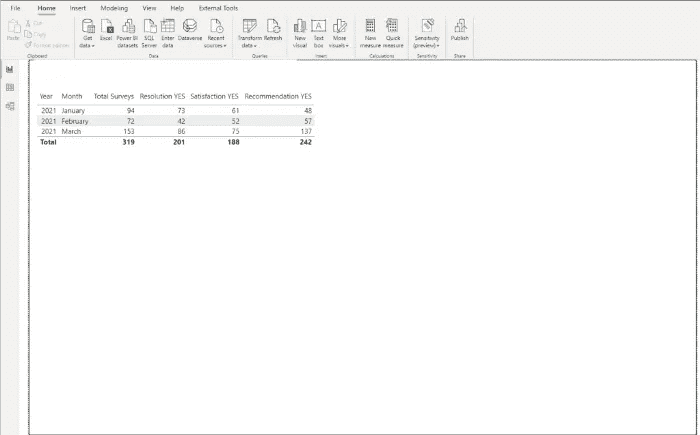 File Home Insert Modeling View Help External Tools
Paste Cut
Copy
Format painter
Clipboard
Get data Excel Power BI datasets SQL Server Enter data Dataverse Recent sources
Data
Transform data Refresh
Queries
New visual Text box More visuals
Insert
New measure Quick measure
Calculations
Sensitivity (preview)
Sensitivity
Publish
Share
Year Month Total Surveys Resolution YES Satisfaction YES Recommendation YES
2021 January 94 73 61 48
2021 February 72 42 52 57
2021 March 153 86 75 137
Total 319 201 188 242